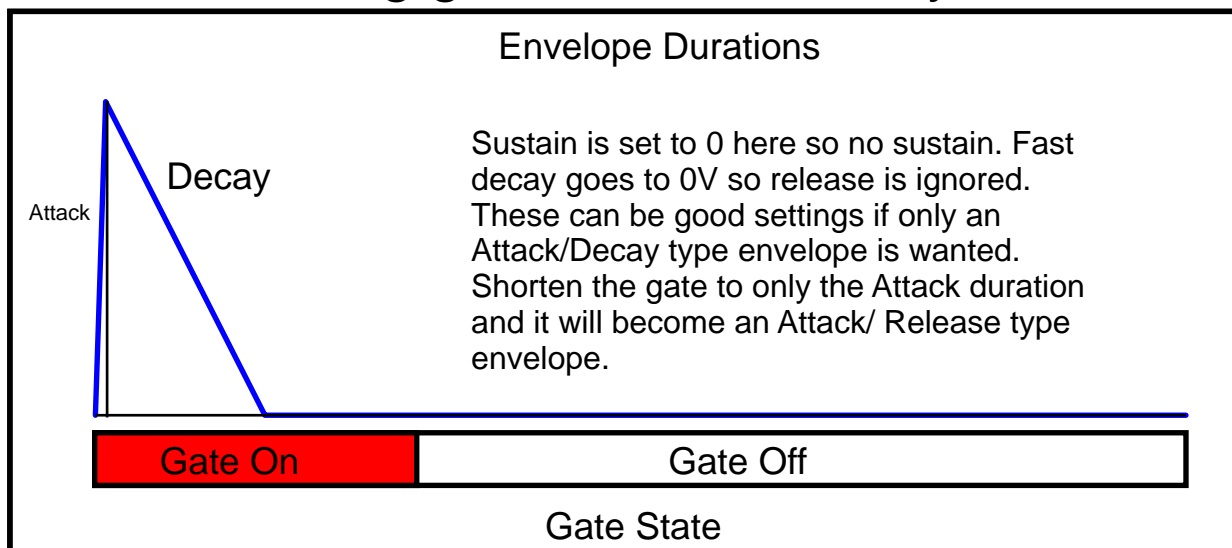 Envelope Durations
Sustain is set to 0 here so no sustain. Fast
decay goes to 0V so release is ignored.
These can be good settings if only an
Attack/Decay type envelope is wanted.
Shorten the gate to only the Attack duration
and it will become an Attack/ Release type
envelope.
Decay
Attack
Gate On
Gate Off
Gate State